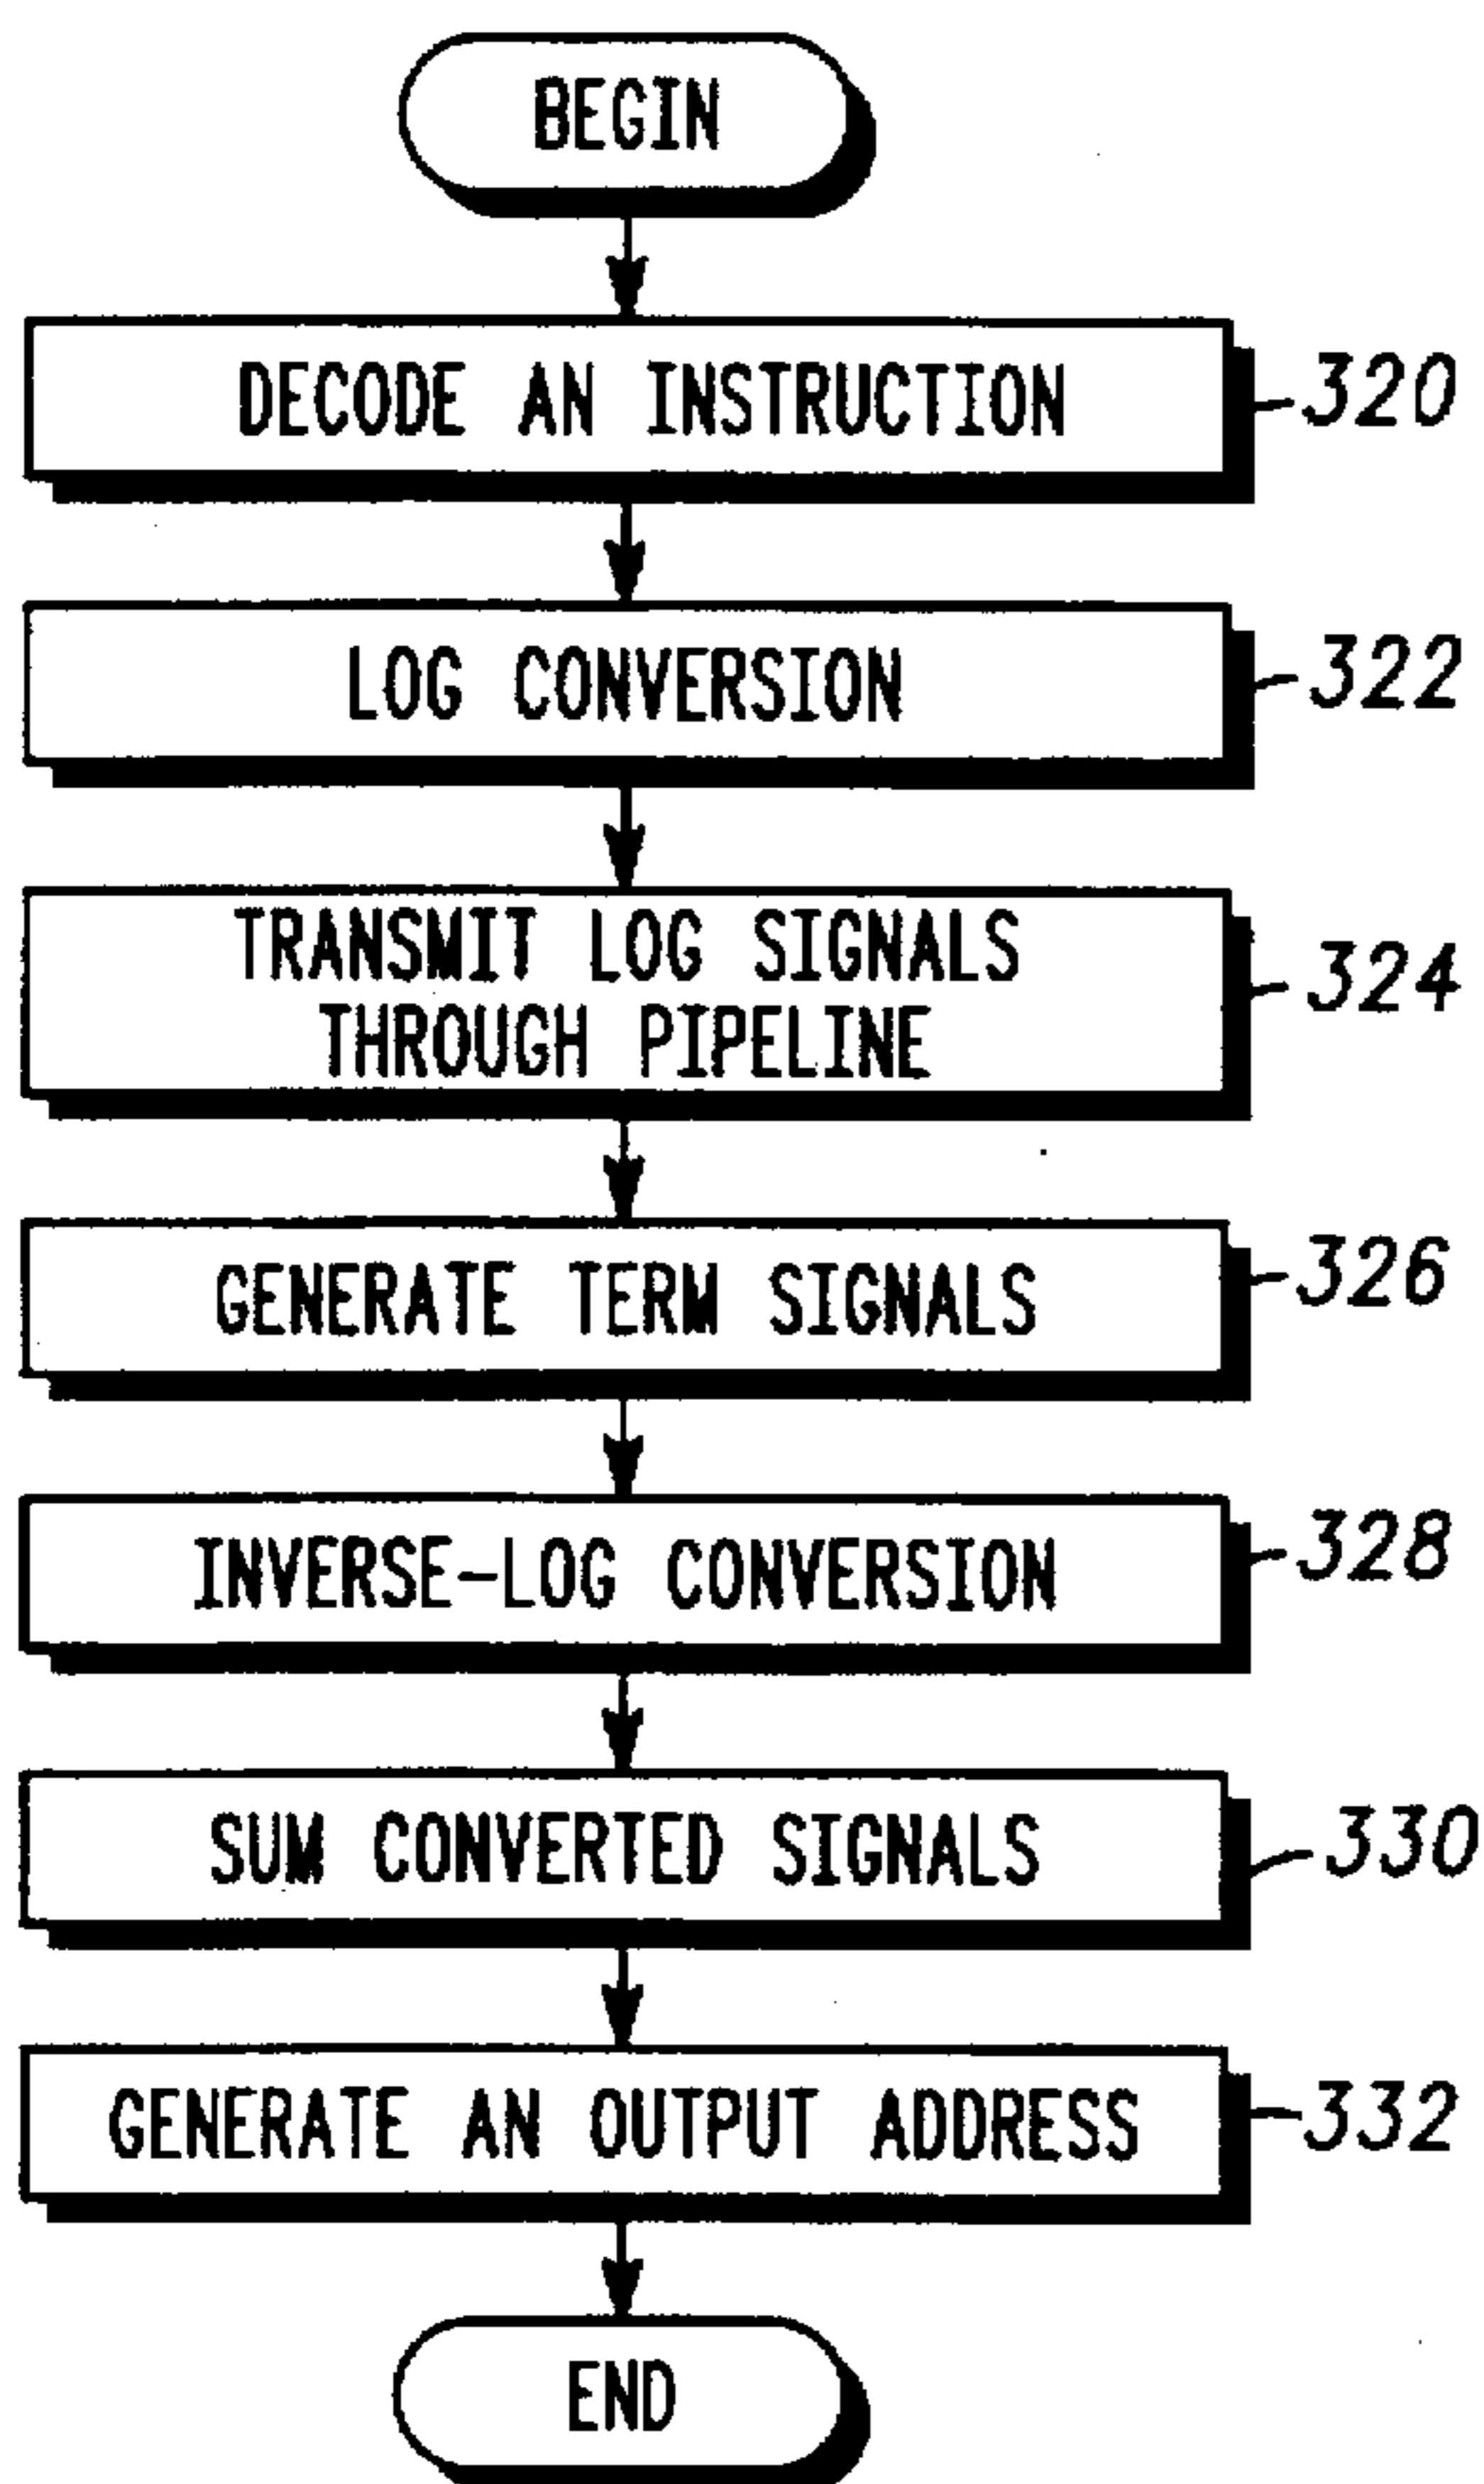 BEGIN
DECODE AN INSTRUCTION
320
LOG CONVERSION
322
TRANSMIT LOG SIGNALS
THROUGH PIPELINE
324
GENERATE TERM SIGNALS
326
INVERSE-LOG CONVERSION
328
SUM CONVERTED SIGNALS
330
GENERATE AN OUTPUT ADDRESS
332
END